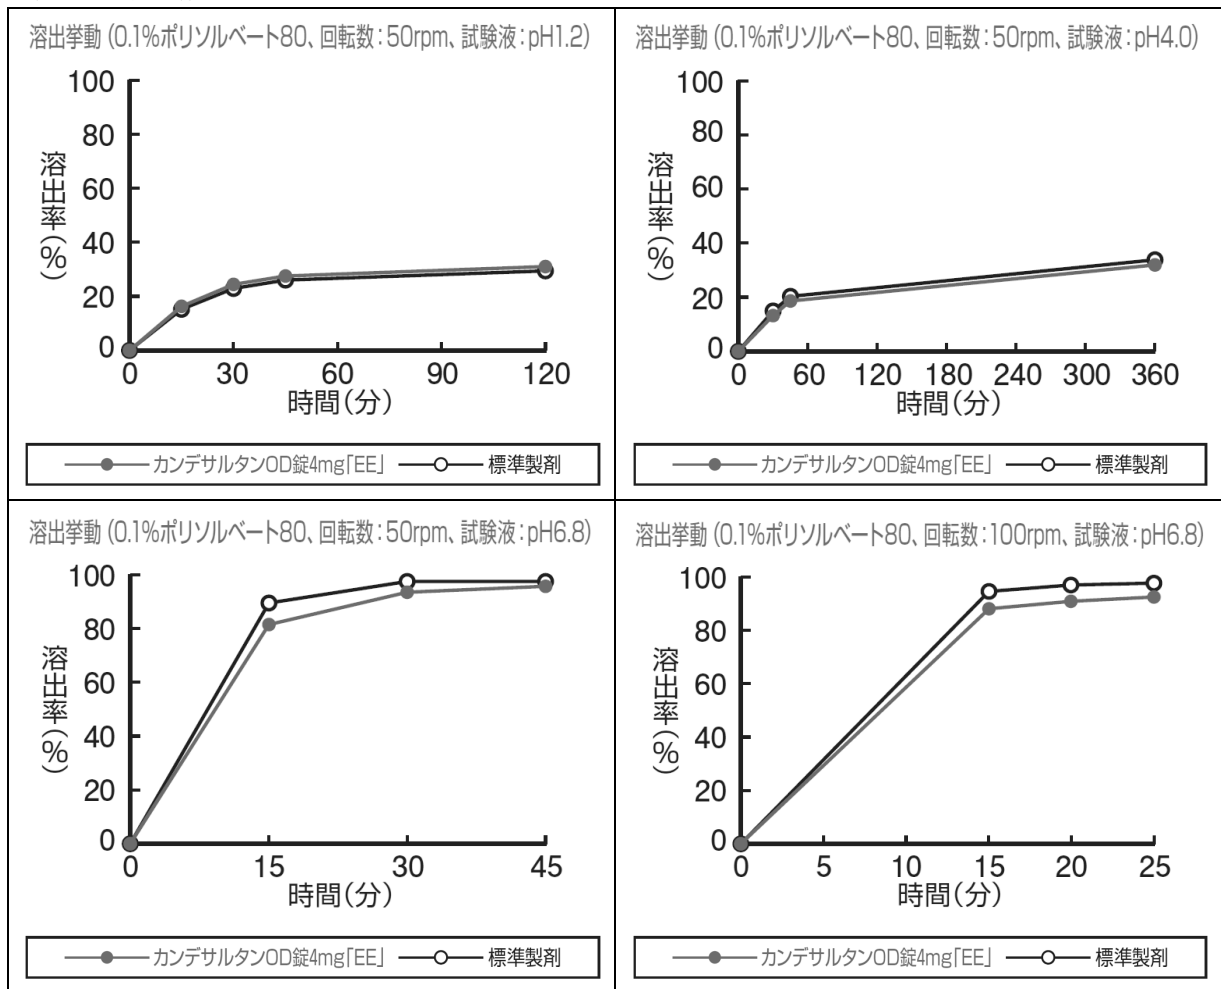 溶出挙動 (0.1%ポリソルベート80、回転数:50rpm、試験液:pH1.2)
100
80
60
40
20
0
溶出率(%)
0 30 60 90 120
時間(分)
カンデサルタンOD錠4mg「EE」 標準製剤
溶出挙動 (0.1%ポリソルベート80、回転数:50rpm、試験液:pH4.0)
100
80
60
40
20
0
溶出率(%)
0 60 120 180 240 300 360
時間(分)
カンデサルタンOD錠4mg「EE」 標準製剤
溶出挙動 (0.1%ポリソルベート80、回転数:50rpm、試験液:pH6.8)
100
80
60
40
20
0
溶出率(%)
0 15 30 45
時間(分)
カンデサルタンOD錠4mg「EE」 標準製剤
溶出挙動 (0.1%ポリソルベート80、回転数:100rpm、試験液:pH6.8)
100
80
60
40
20
0
溶出率(%)
0 5 10 15 20 25
時間(分)
カンデサルタンOD錠4mg「EE」 標準製剤